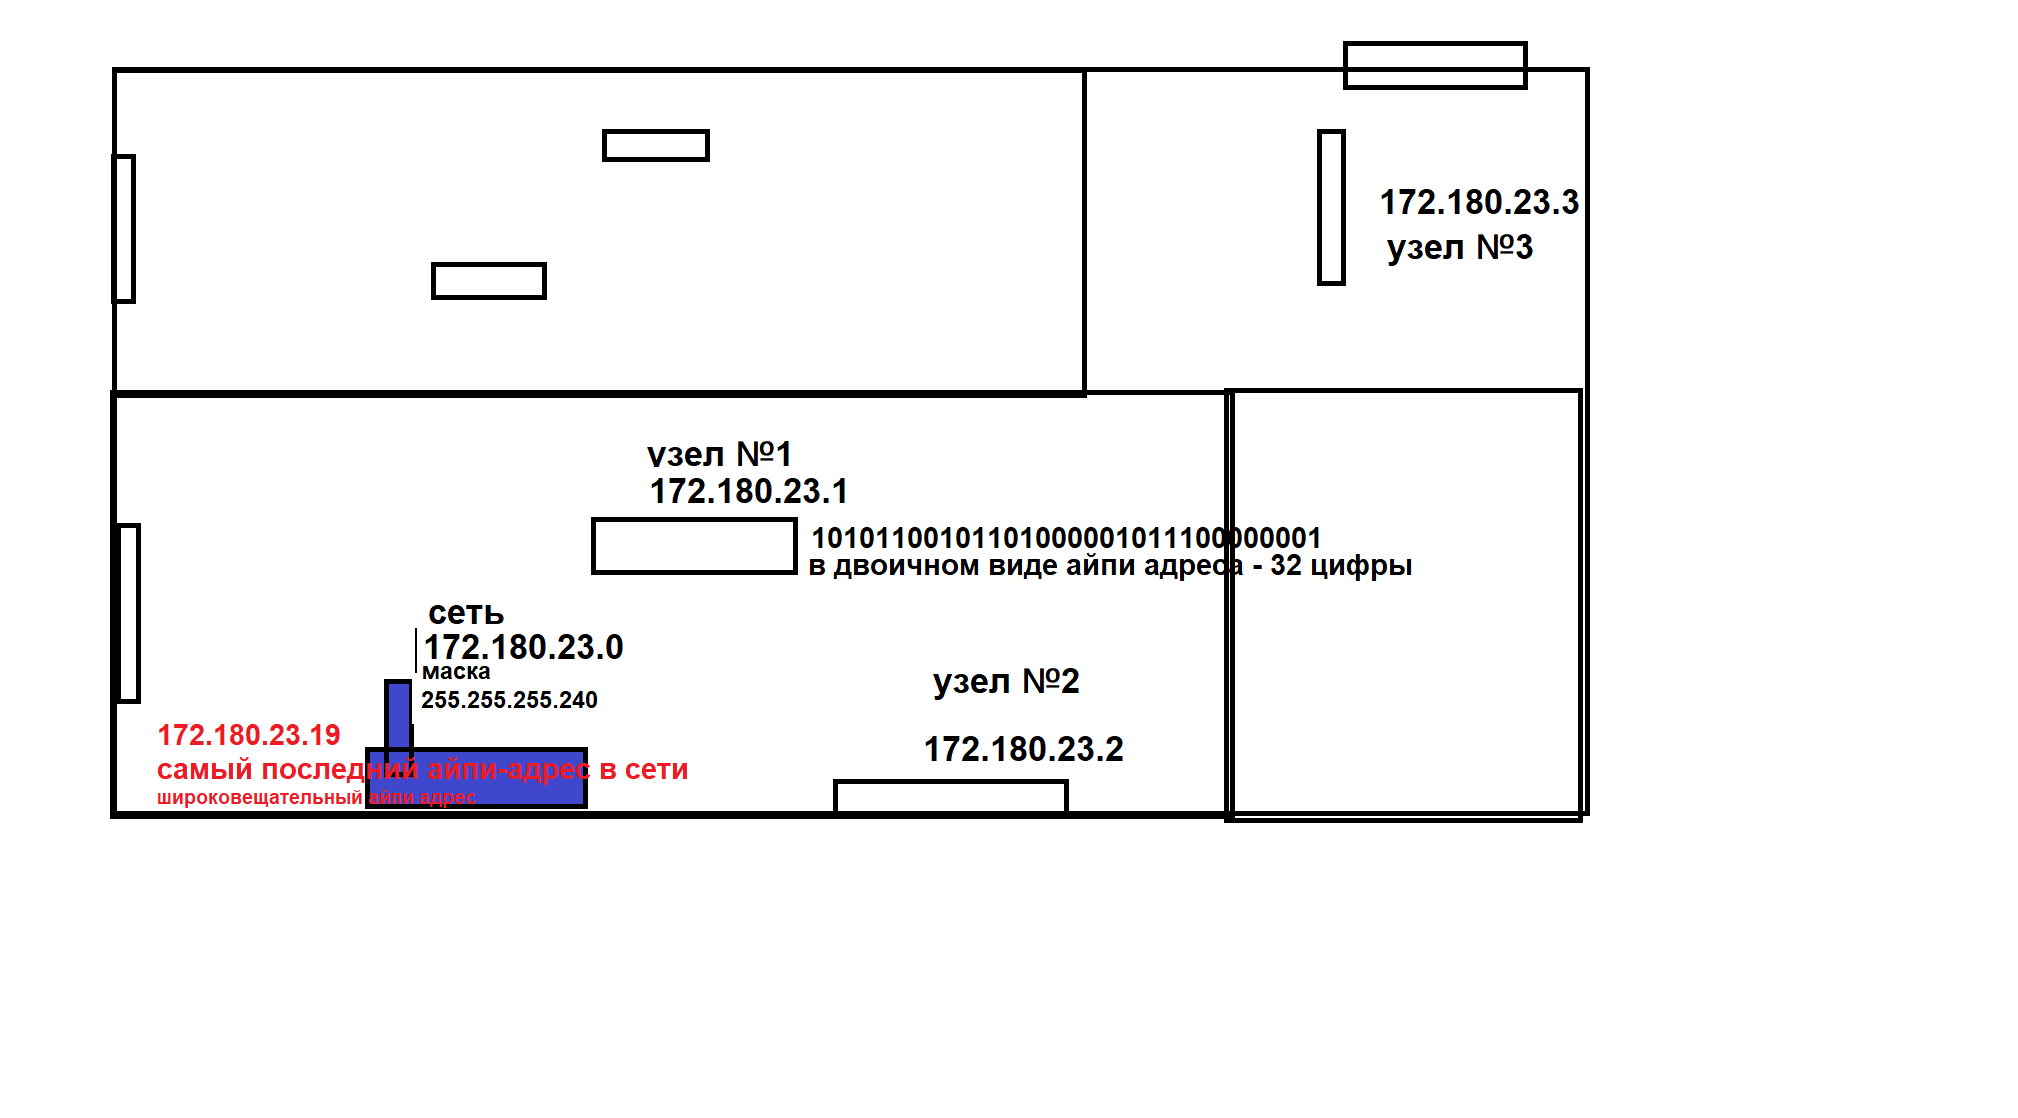 172.180.23.3
узел №3
узел №1
172.180.23.1
10101100101101000001011100000001
в двоичном виде айпи адреса - 32 цифры
сеть
172.180.23.0
маска
255.255.255.240
узел №2
172.180.23.2
172.180.23.19
самый последний айпи-адрес в сети
широковещательный айпи адрес